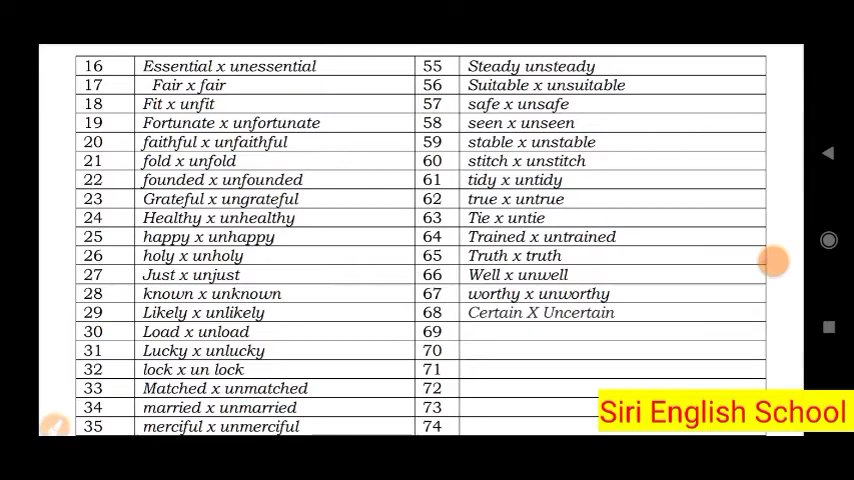 16 Essential x unessential 55 Steady unsteady
17 Fair x fair 56 Suitable x unsuitable
18 Fit x unfit 57 safe x unsafe
19 Fortunate x unfortunate 58 seen x unseen
20 faithful x unfaithful 59 stable x unstable
21 fold x unfold 60 stitch x unstitch
22 founded x unfounded 61 tidy x untidy
23 Grateful x ungrateful 62 true x untrue
24 Healthy x unhealthy 63 Tie x untie
25 happy x unhappy 64 Trained x untrained
26 holy x unholy 65 Truth x truth
27 Just x unjust 66 Well x unwell
28 known x unknown 67 worthy x unworthy
29 Likely x unlikely 68 Certain X Uncertain
30 Load x unload 69
31 Lucky x unlucky 70
32 lock x un lock 71
33 Matched x unmatched 72
34 married x unmarried 73
35 merciful x unmerciful 74
Siri English School